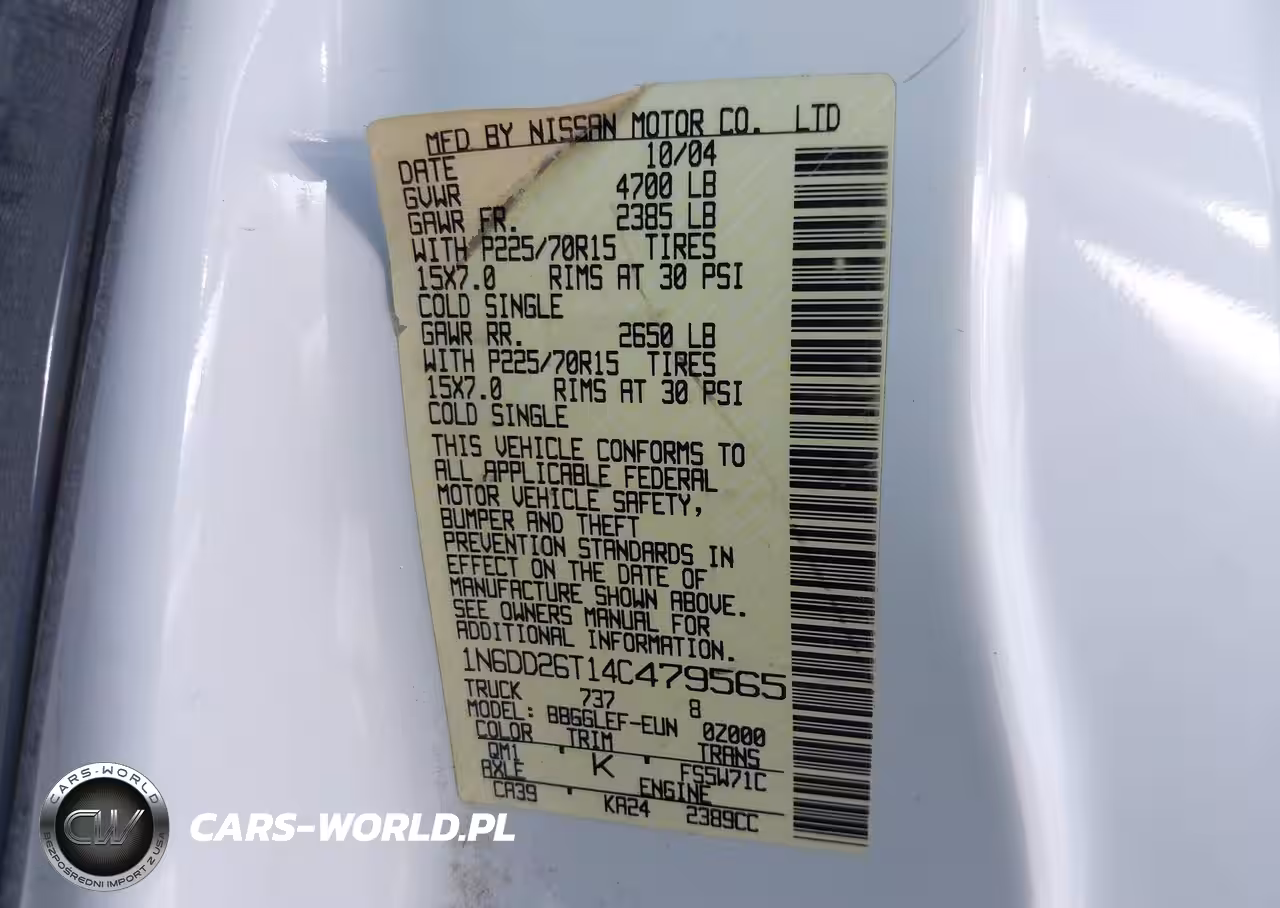 MFD BY NISSAN MOTOR CO. LTD
DATE 10/04
GVWR 4700 LB
GAWR FR. 2385 LB
WITH P225/70R15 TIRES
15X7.0 RIMS AT 30 PSI
COLD SINGLE
GAWR RR. 2650 LB
WITH P225/70R15 TIRES
15X7.0 RIMS AT 30 PSI
COLD SINGLE
THIS VEHICLE CONFORMS TO
ALL APPLICABLE FEDERAL
MOTOR VEHICLE SAFETY,
BUMPER AND THEFT
PREVENTION STANDARDS IN
EFFECT ON THE DATE OF
MANUFACTURE SHOWN ABOVE.
SEE OWNERS MANUAL FOR
ADDITIONAL INFORMATION.
1N6DD26T14C479565
TRUCK 737 8
MODEL: BBGGLEF-EUN 0Z000
COLOR TRIM TRANS
QM1 K FS5W71C
AXLE ENGINE
CA39 KA24 2389CC
CARS-WORLD
CW
BEZPOŚREDNI IMPORT Z USA
CARS-WORLD.PL